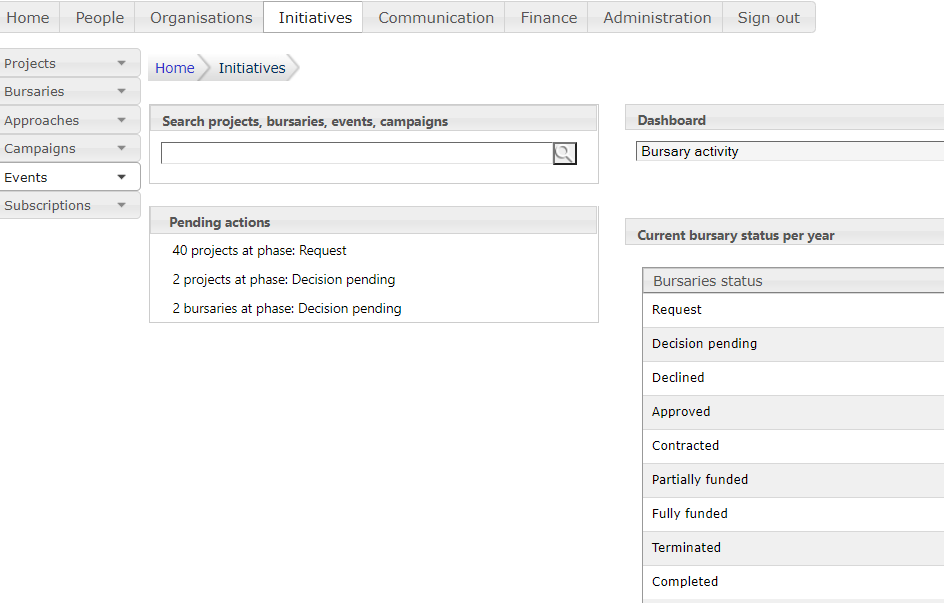 Home People Organisations Initiatives Communication Finance Administration Sign out
Projects
Bursaries
Approaches
Campaigns
Events
Subscriptions
Home Initiatives
Search projects, bursaries, events, campaigns
Pending actions
40 projects at phase: Request
2 projects at phase: Decision pending
2 bursaries at phase: Decision pending
Dashboard
Bursary activity
Current bursary status per year
Bursaries status
Request
Decision pending
Declined
Approved
Contracted
Partially funded
Fully funded
Terminated
Completed